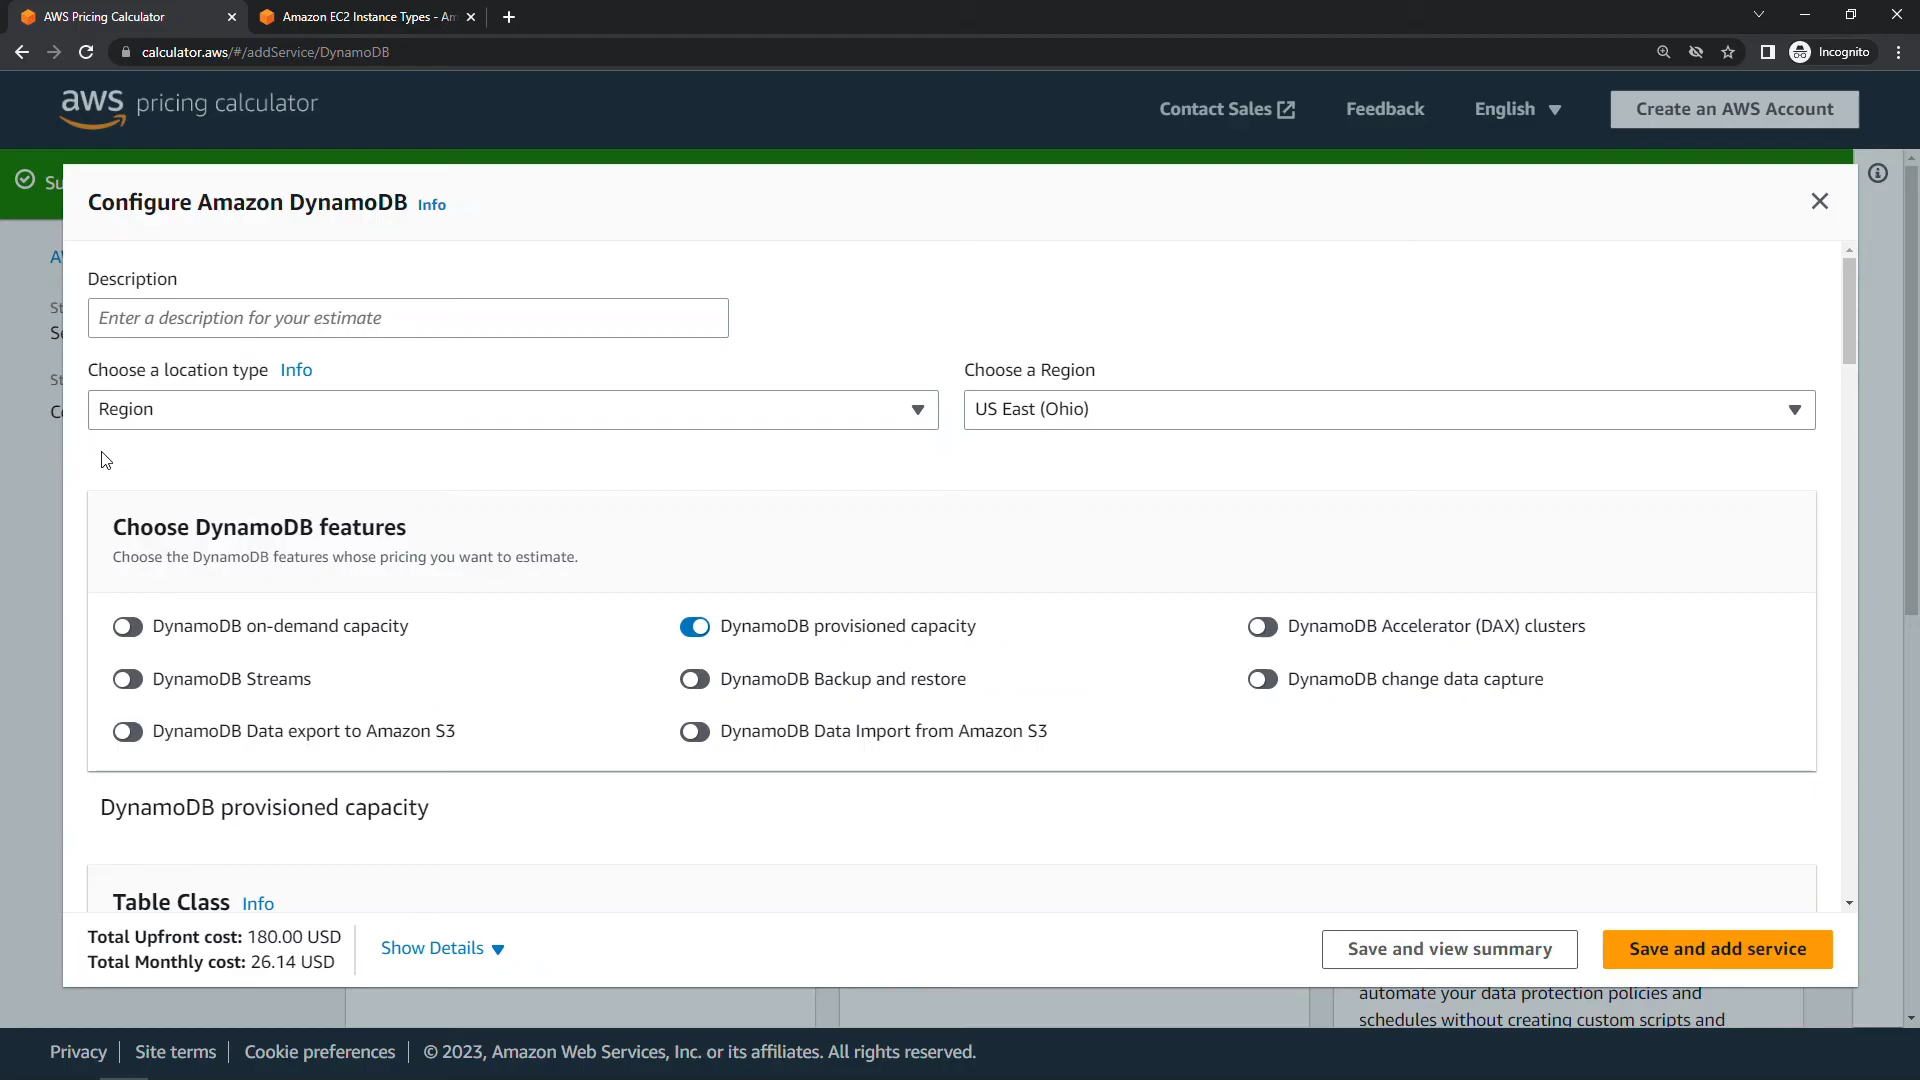 AWS Pricing Calculator
Amazon EC2 Instance Types - Am
calculator.aws/#/addService/DynamoDB
Incognito
aws pricing calculator
Contact Sales
Feedback
English
Create an AWS Account
Su
Configure Amazon DynamoDB Info
Description
Enter a description for your estimate
Choose a location type Info
Choose a Region
Region
US East (Ohio)
Choose DynamoDB features
Choose the DynamoDB features whose pricing you want to estimate.
DynamoDB on-demand capacity
DynamoDB provisioned capacity
DynamoDB Accelerator (DAX) clusters
DynamoDB Streams
DynamoDB Backup and restore
DynamoDB change data capture
DynamoDB Data export to Amazon S3
DynamoDB Data Import from Amazon S3
DynamoDB provisioned capacity
Table Class Info
Total Upfront cost: 180.00 USD
Total Monthly cost: 26.14 USD
Show Details
Save and view summary
Save and add service
automate your data protection policies and
schedules without creating custom scripts and
Privacy
Site terms
Cookie preferences
© 2023, Amazon Web Services, Inc. or its affiliates. All rights reserved.